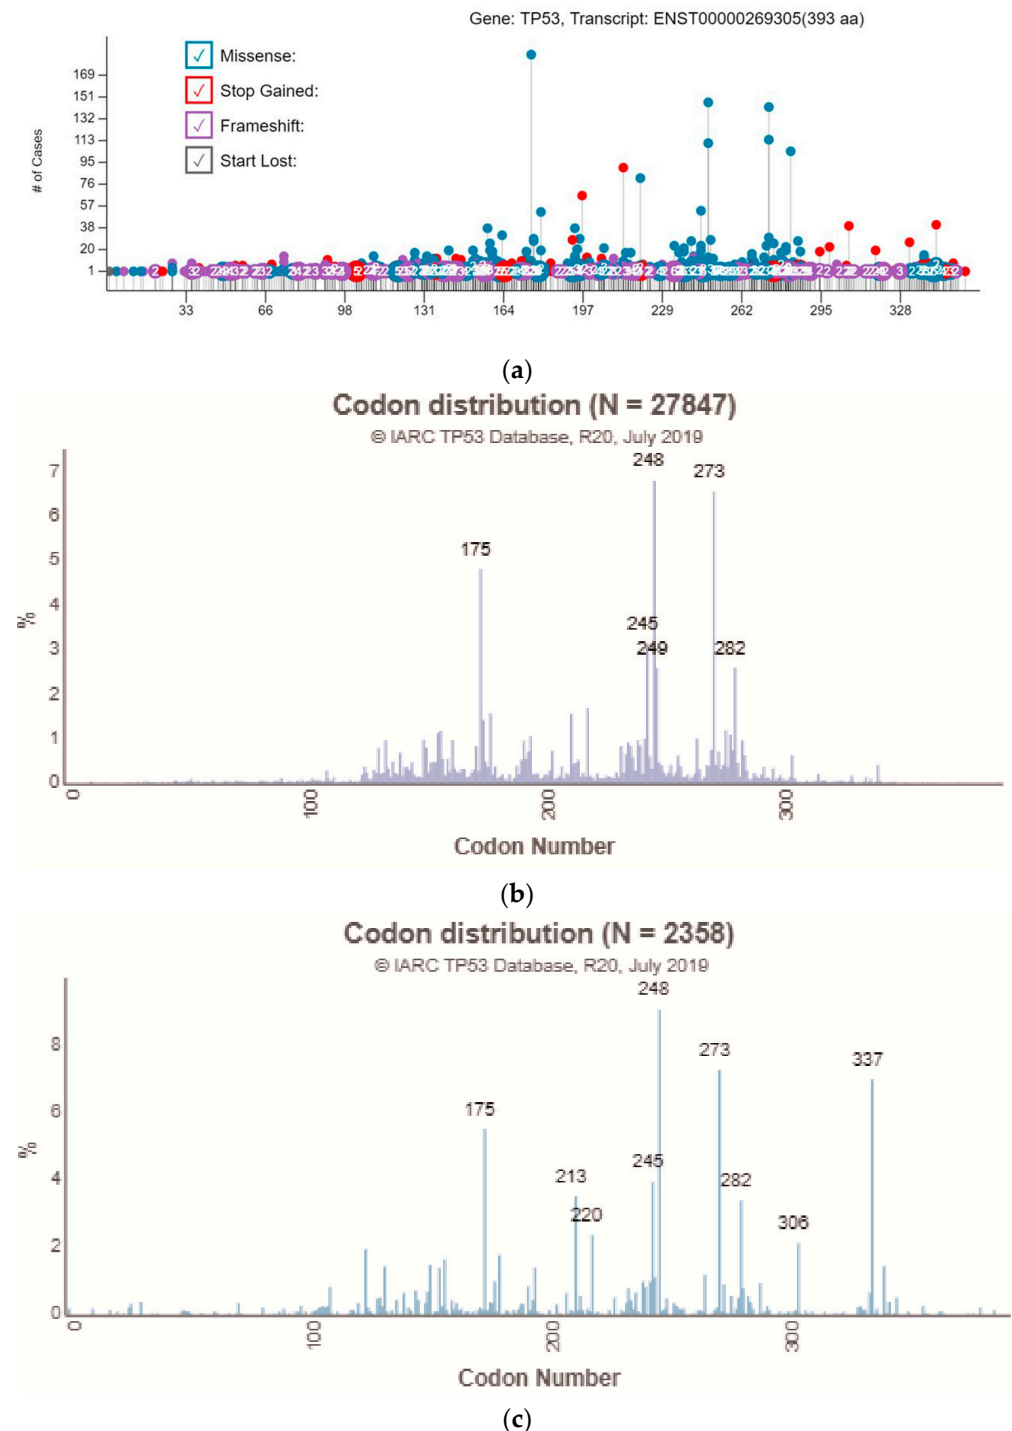 Gene: TP53, Transcript: ENST00000269305(393 aa)
Missense:
Stop Gained:
Frameshift:
Start Lost:
# of Cases
169
151
132
113
95
76
57
38
20
1
33 66 98 131 164 197 229 262 295 328
(a)
Codon distribution (N = 27847)
© IARC TP53 Database, R20, July 2019
%
7
6
5
4
3
2
1
0
175
245
248
249
273
282
0 100 200 300
Codon Number
(b)
Codon distribution (N = 2358)
© IARC TP53 Database, R20, July 2019
%
8
6
4
2
0
175
213
220
245
248
273
282
306
337
0 100 200 300
Codon Number
(c)